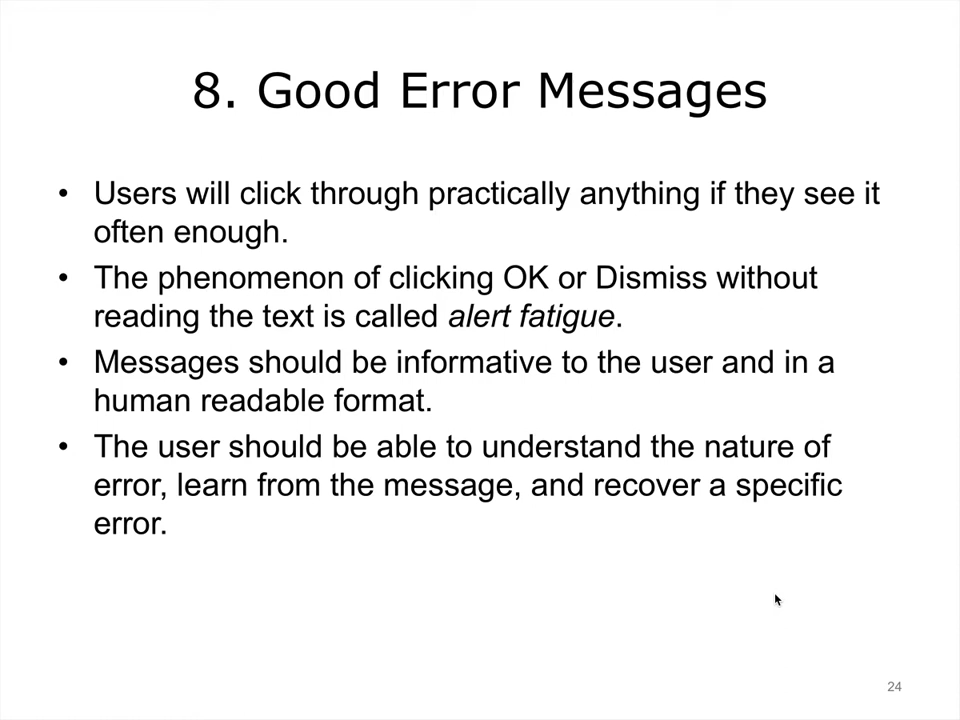 8. Good Error Messages
• Users will click through practically anything if they see it
often enough.
• The phenomenon of clicking OK or Dismiss without
reading the text is called alert fatigue.
• Messages should be informative to the user and in a
human readable format.
• The user should be able to understand the nature of
error, learn from the message, and recover a specific
error.
24